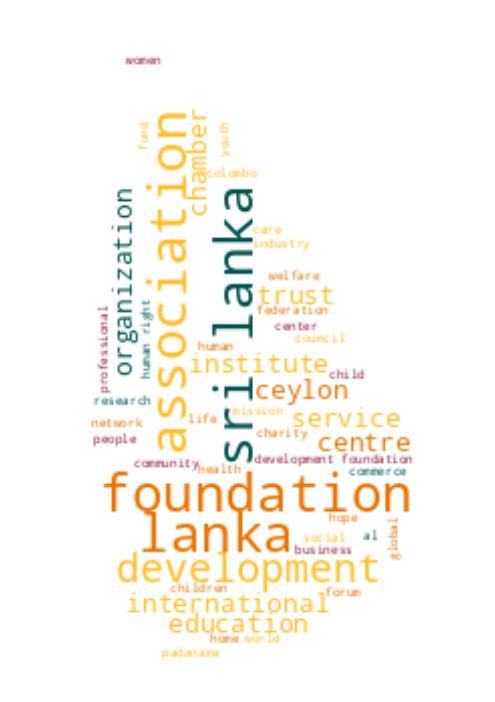 women
fund
association
chamber
youth
colombo
organization
sri lanka
care
industry
welfare
trust
federation
professional
human right
center
council
human
institute
child
ceylon
research
mission
network
life
service
people
charity
centre
community
health
development foundation
commerce
foundation
lanka
hope
global
social
al
business
development
children
forum
international
education
home
world
padanama